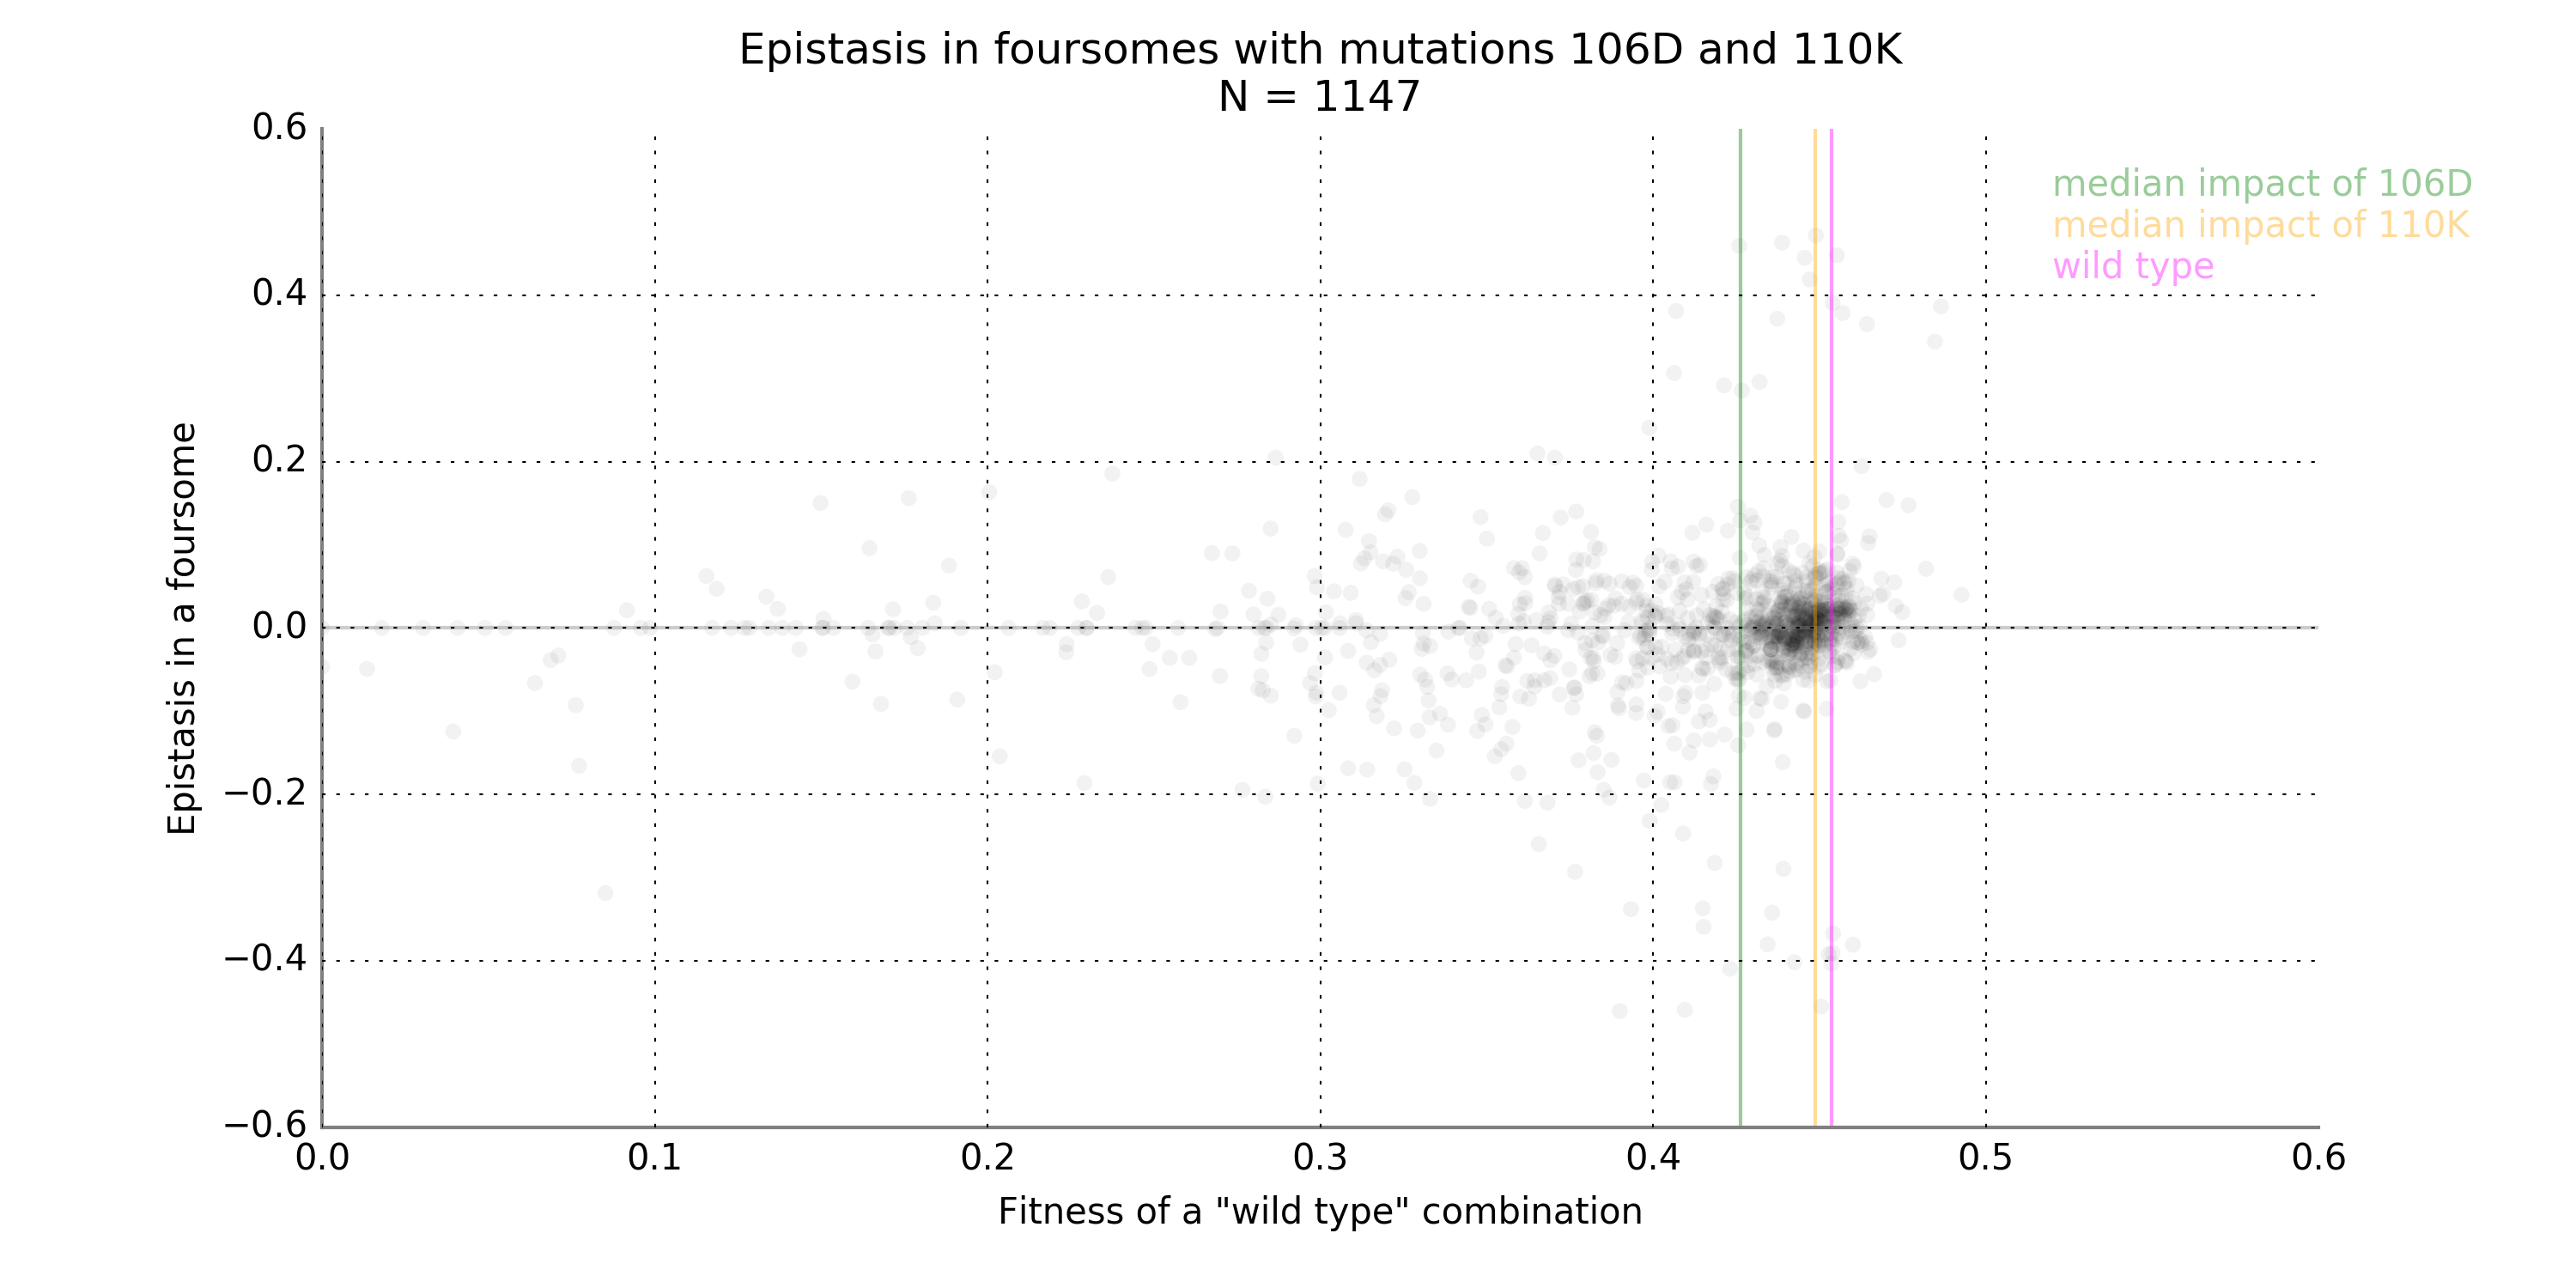 Epistasis in foursomes with mutations 106D and 110K
N = 1147
0.6
0.4
0.2
0.0
−0.2
−0.4
−0.6
Epistasis in a foursome
median impact of 106D
median impact of 110K
wild type
0.0 0.1 0.2 0.3 0.4 0.5 0.6
Fitness of a "wild type" combination